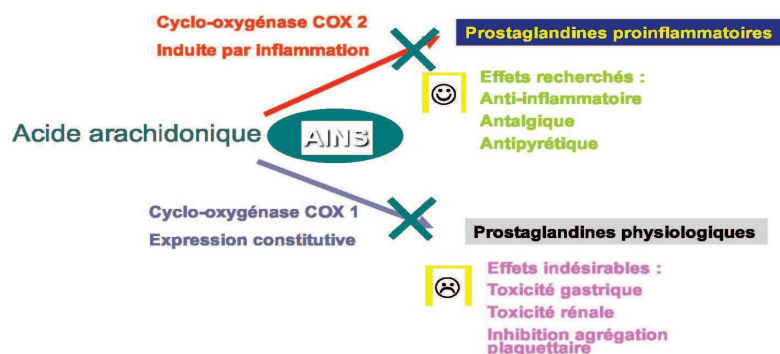 Cyclo-oxygénase COX 2
Induite par inflammation
Prostaglandines proinflammatoires
Effets recherchés :
Anti-inflammatoire
Antalgique
Antipyrétique
Acide arachidonique
AINS
Cyclo-oxygénase COX 1
Expression constitutive
Prostaglandines physiologiques
Effets indésirables :
Toxicité gastrique
Toxicité rénale
Inhibition agrégation
plaquettaire